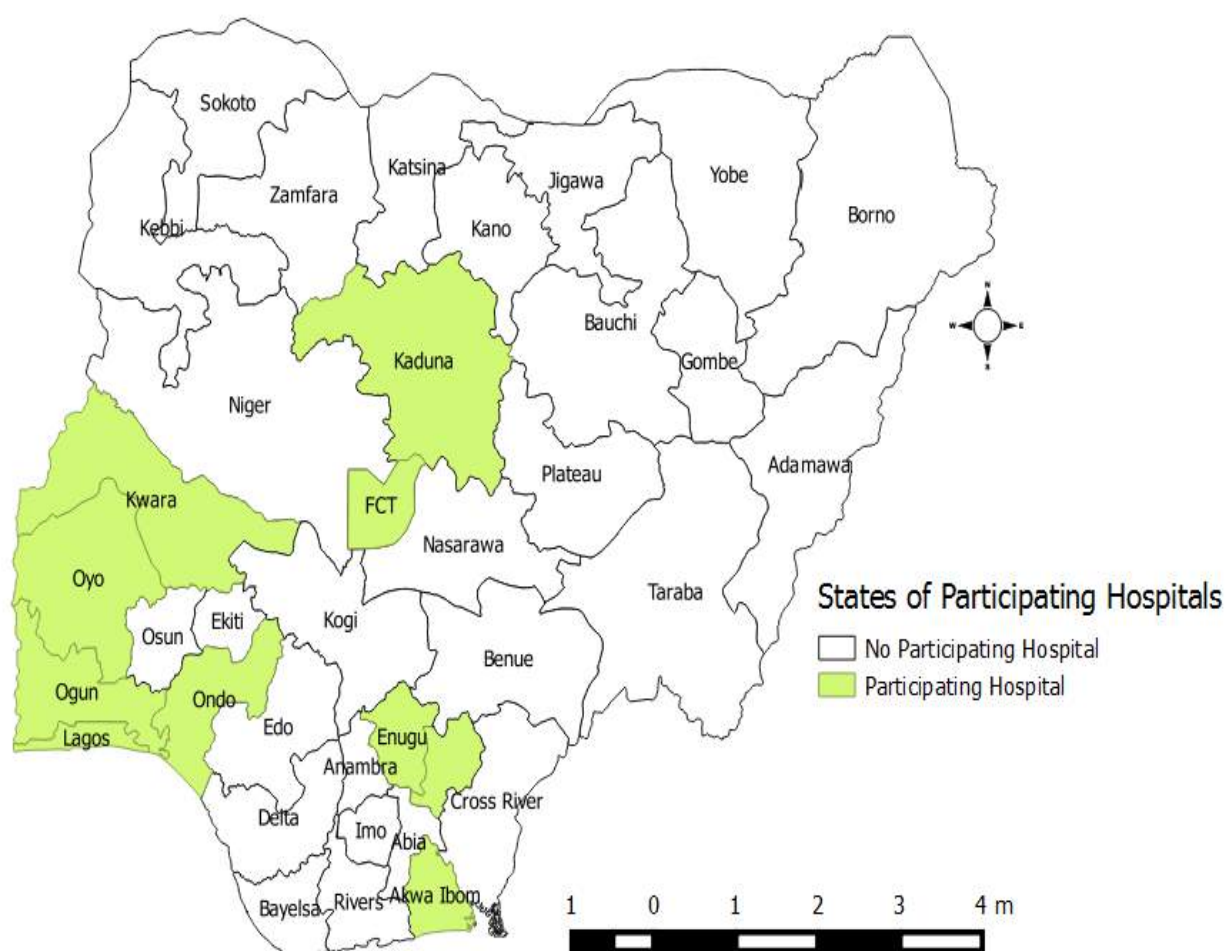 Sokoto
Katsina
Zamfara
Jigawa
Yobe
Borno
Kebbi
Kano
N
W E
S
Bauchi
Kaduna
Gombe
Niger
Adamawa
Plateau
Kwara
FCT
Nasarawa
Oyo
Taraba
States of Participating Hospitals
Ekiti
Kogi
Osun
No Participating Hospital
Benue
Participating Hospital
Ogun
Ondo
Edo
Lagos
Enugu
Anambra
Cross River
Delta
Imo
Abia
Akwa Ibom
Rivers
Bayelsa
1 0 1 2 3 4 m